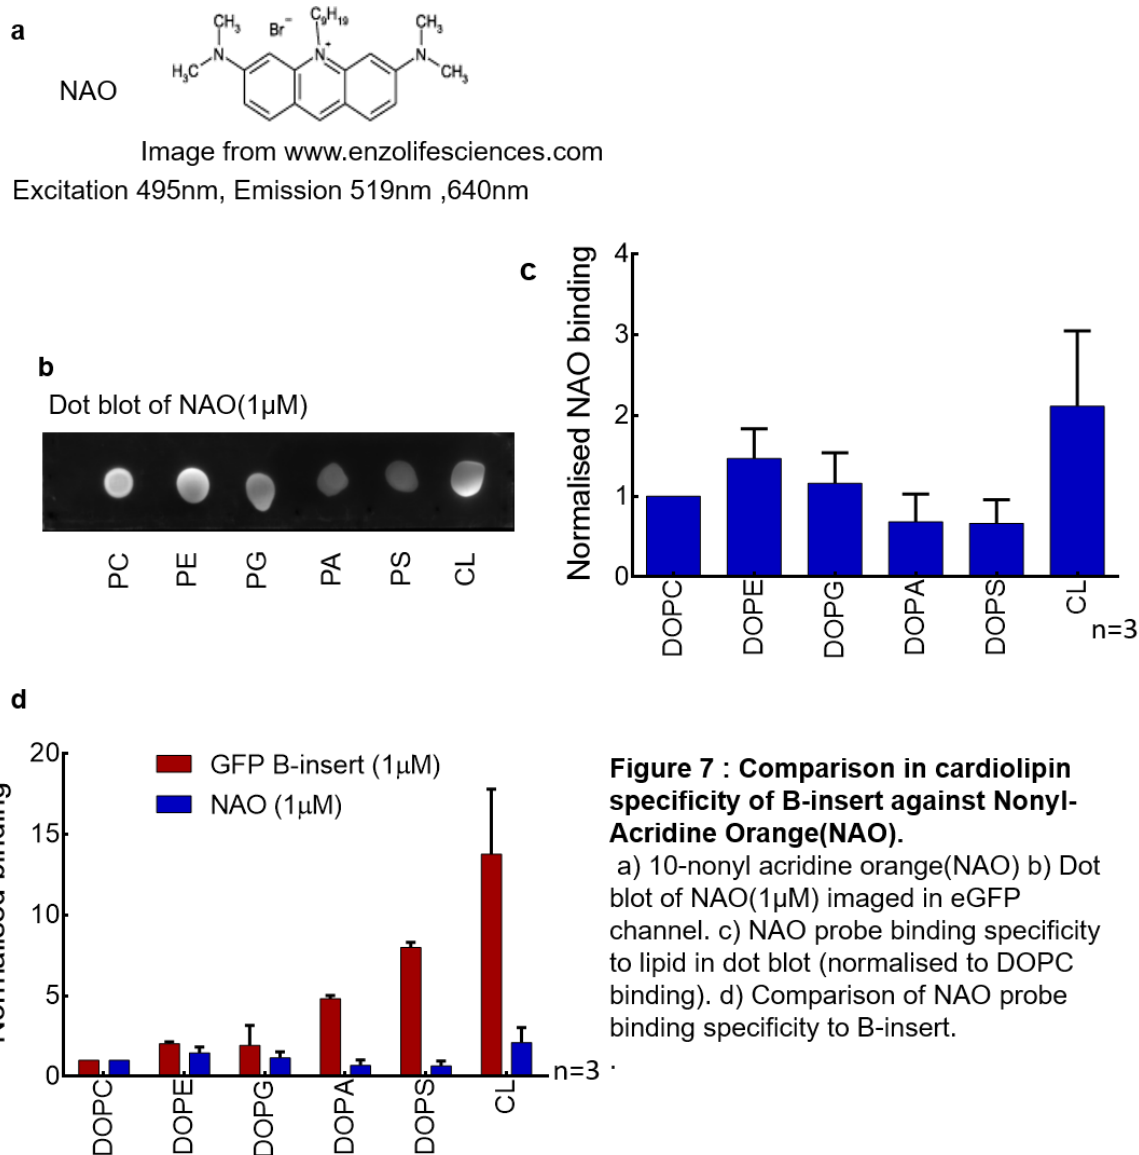 a
CH₃
Br⁻
C₉H₁₉
CH₃
N
N⁺
N
H₃C
CH₃
NAO
Image from www.enzolifesciences.com
Excitation 495nm, Emission 519nm ,640nm
b
Dot blot of NAO(1µM)
PC
PE
PG
PA
PS
CL
c
Normalised NAO binding
4
3
2
1
0
DOPC
DOPE
DOPG
DOPA
DOPS
CL
n=3
d
binding
20
15
10
5
0
GFP B-insert (1µM)
NAO (1µM)
DOPC
DOPE
DOPG
DOPA
DOPS
CL
n=3
Figure 7 : Comparison in cardiolipin
specificity of B-insert against Nonyl-
Acridine Orange(NAO).
a) 10-nonyl acridine orange(NAO) b) Dot
blot of NAO(1µM) imaged in eGFP
channel. c) NAO probe binding specificity
to lipid in dot blot (normalised to DOPC
binding). d) Comparison of NAO probe
binding specificity to B-insert.
.